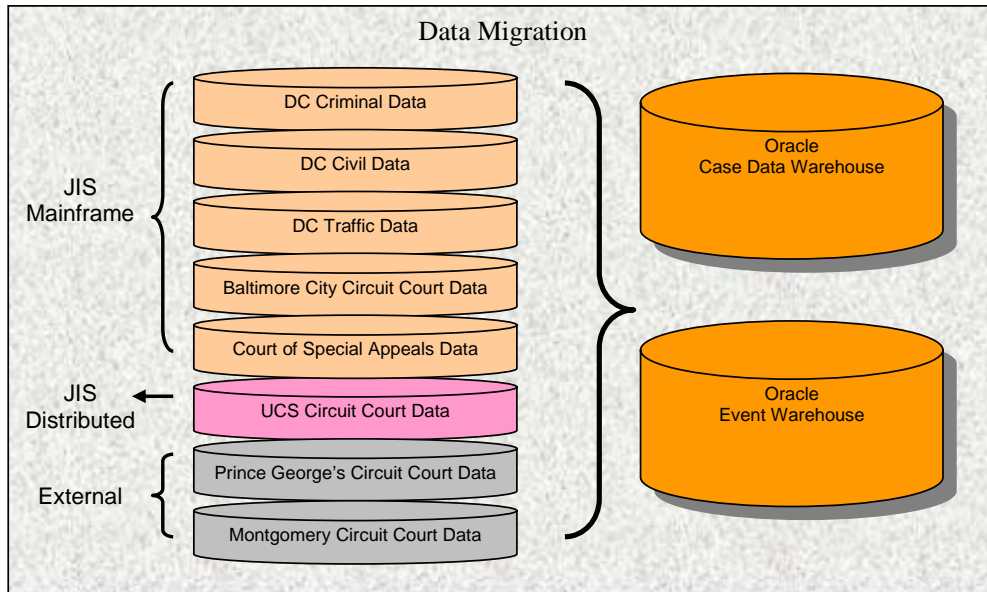 Data Migration
JIS
Mainframe
DC Criminal Data
DC Civil Data
DC Traffic Data
Baltimore City Circuit Court Data
Court of Special Appeals Data
JIS
Distributed
UCS Circuit Court Data
External
Prince George’s Circuit Court Data
Montgomery Circuit Court Data
Oracle
Case Data Warehouse
Oracle
Event Warehouse